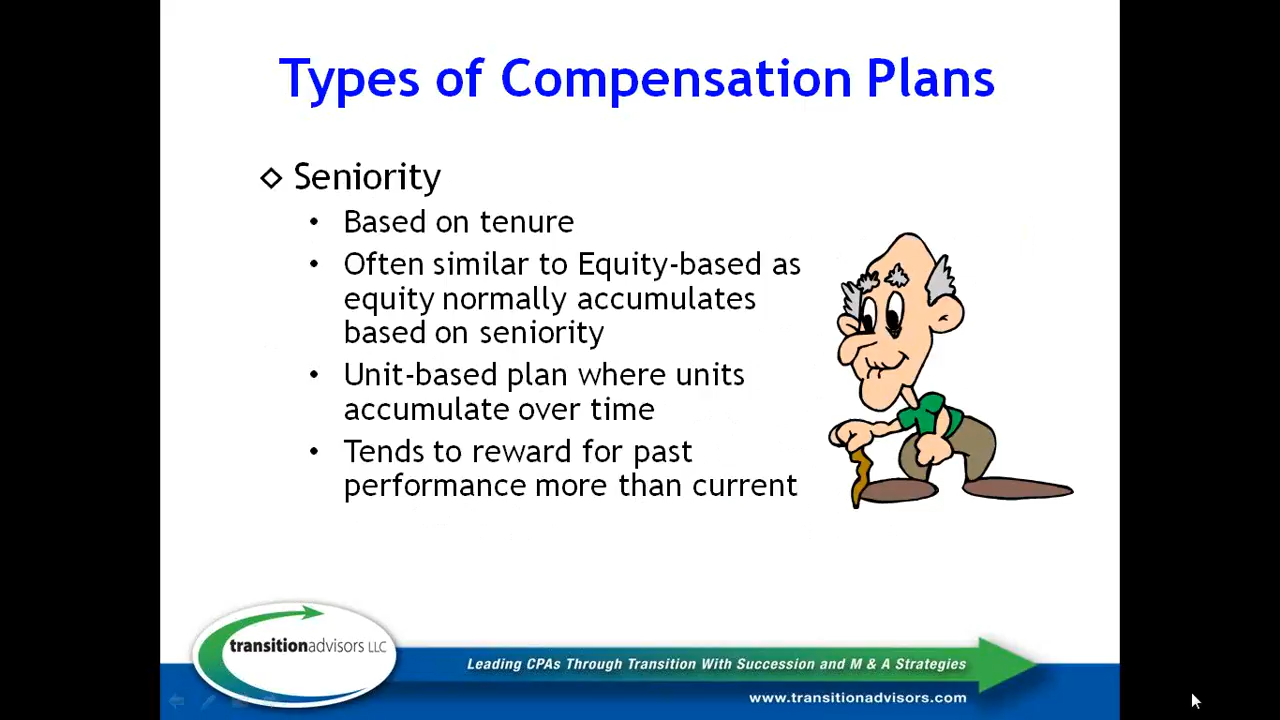 Types of Compensation Plans
◇ Seniority
• Based on tenure
• Often similar to Equity-based as
equity normally accumulates
based on seniority
• Unit-based plan where units
accumulate over time
• Tends to reward for past
performance more than current
transitionadvisors LLC
Leading CPAs Through Transition With Succession and M & A Strategies
www.transitionadvisors.com